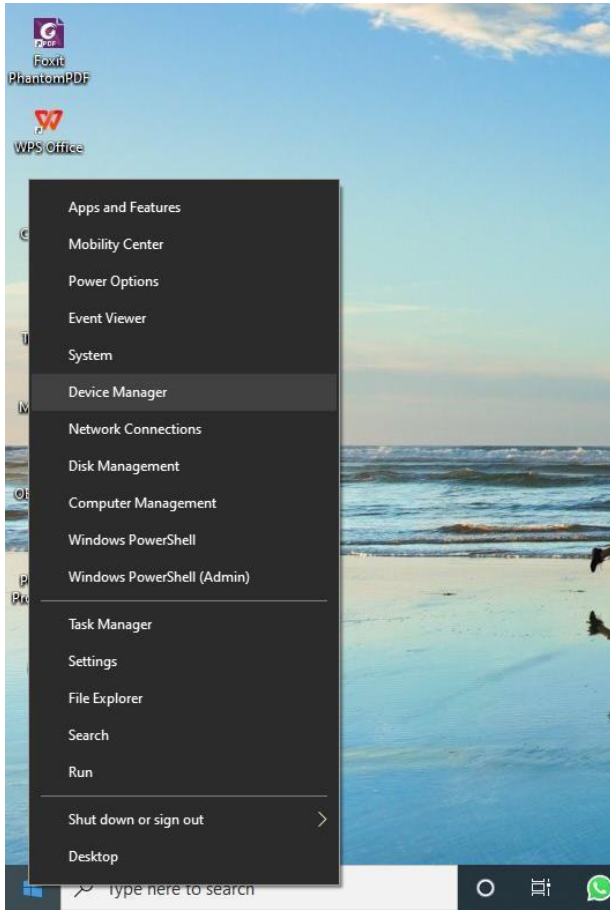 Foxit
PhantomPDF
WPS Office
Apps and Features
Mobility Center
Power Options
Event Viewer
System
Device Manager
Network Connections
Disk Management
Computer Management
Windows PowerShell
Windows PowerShell (Admin)
Task Manager
Settings
File Explorer
Search
Run
Shut down or sign out
Desktop
Type here to search